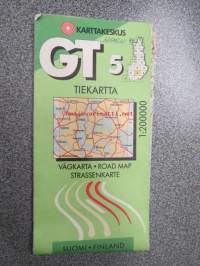 KARTTAKESKUS
GT 5
TIEKARTTA
1:200000
VÄGKARTA • ROAD MAP
STRASSENKARTE
SUOMI • FINLAND